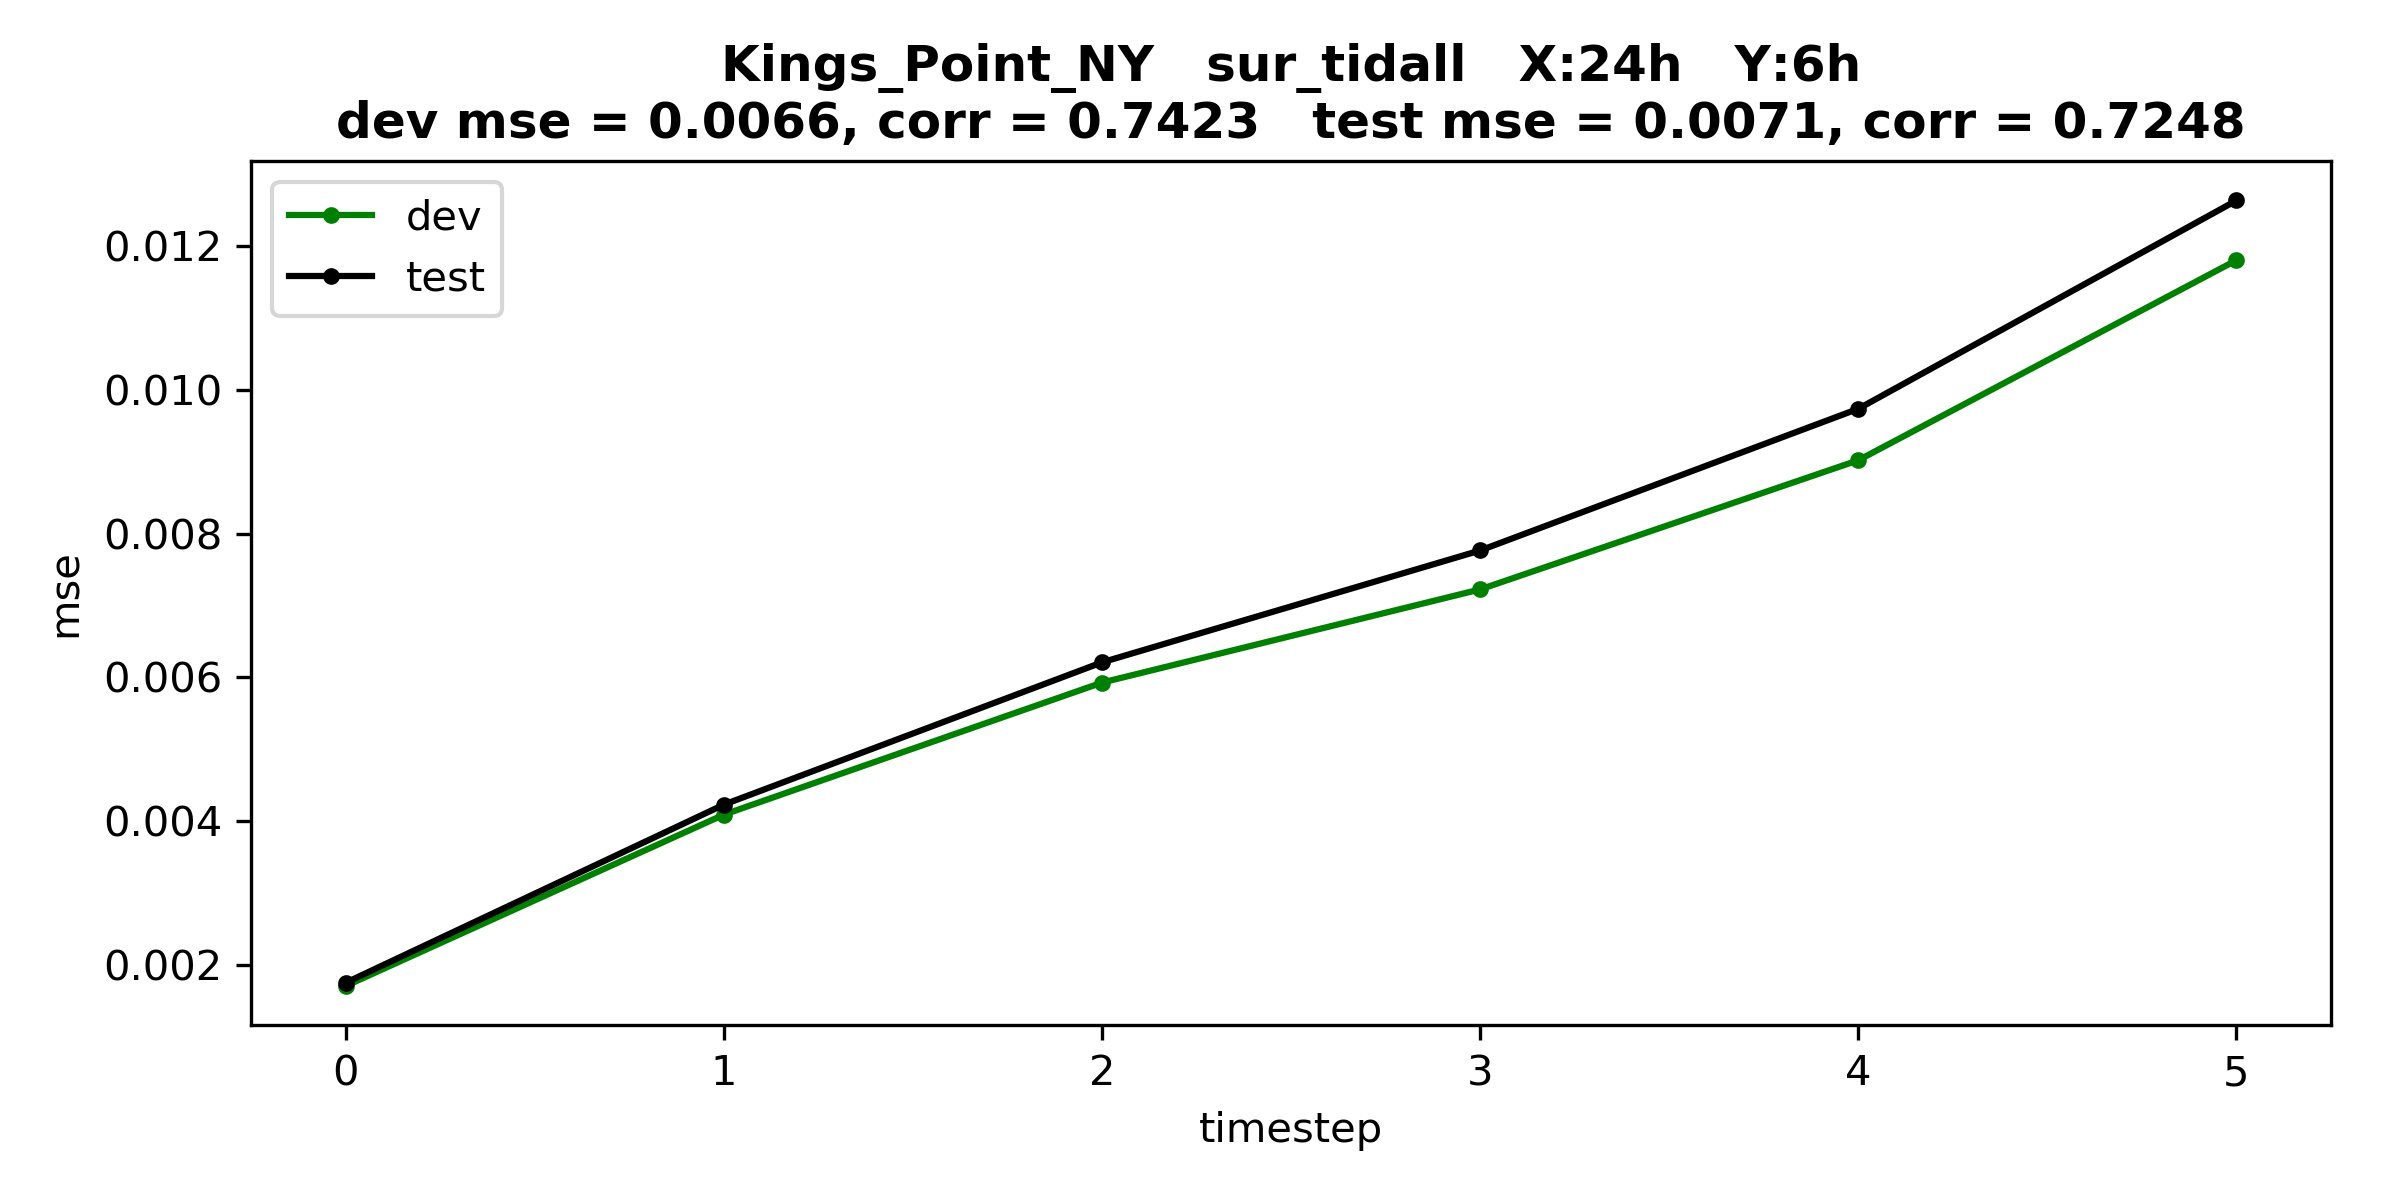 Kings_Point_NY   sur_tidall   X:24h   Y:6h
dev mse = 0.0066, corr = 0.7423   test mse = 0.0071, corr = 0.7248
dev
test
0.012
0.010
0.008
0.006
0.004
0.002
mse
0 1 2 3 4 5
timestep